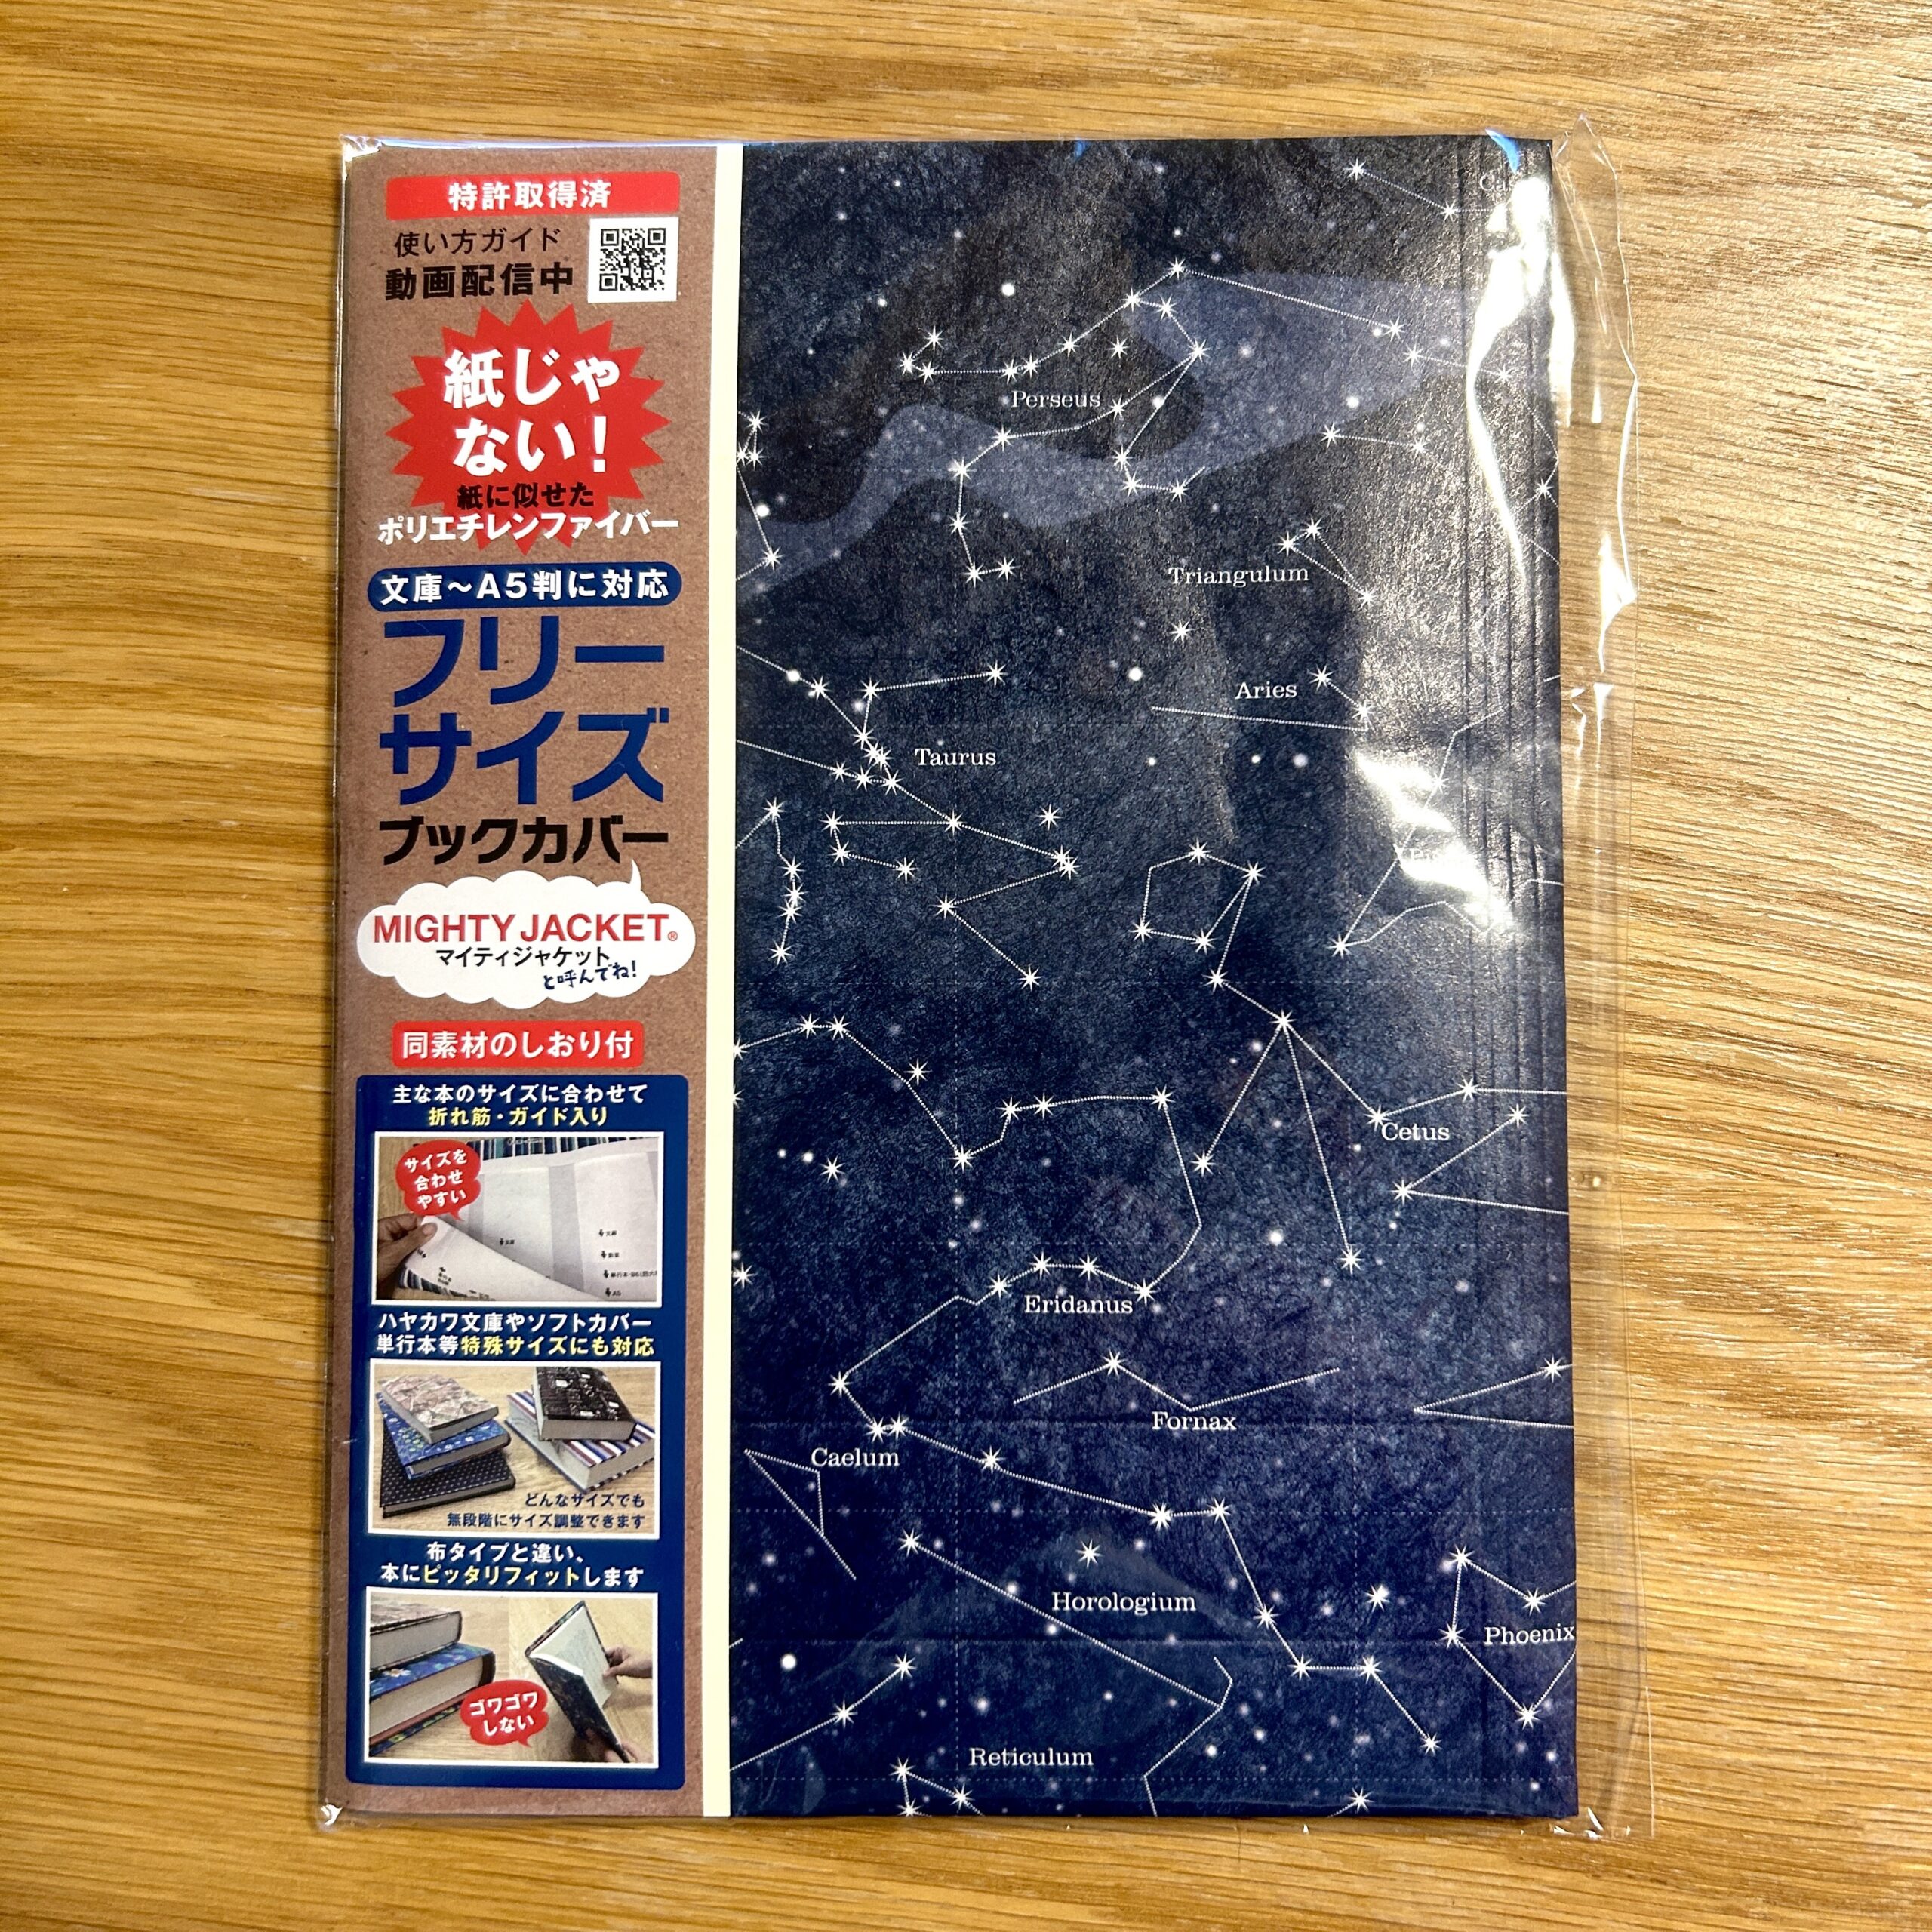 特許取得済
使い方ガイド
動画配信中
紙じゃ
ない!
紙に似せた
ポリエチレンファイバー
文庫~A5判に対応
フリー
サイズ
ブックカバー
MIGHTY JACKET®
マイティジャケット
と呼んでね!
同素材のしおり付
主な本のサイズに合わせて
折れ筋・ガイド入り
サイズを
合わせ
やすい
文庫
文庫
新書
A5
ハヤカワ文庫やソフトカバー
単行本等特殊サイズにも対応
どんなサイズでも
無段階にサイズ調整できます
布タイプと違い、
本にピッタリフィットします
ゴワゴワ
しない
Perseus
Triangulum
Aries
Taurus
Cetus
Eridanus
Fornax
Caelum
Horologium
Phoenix
Reticulum